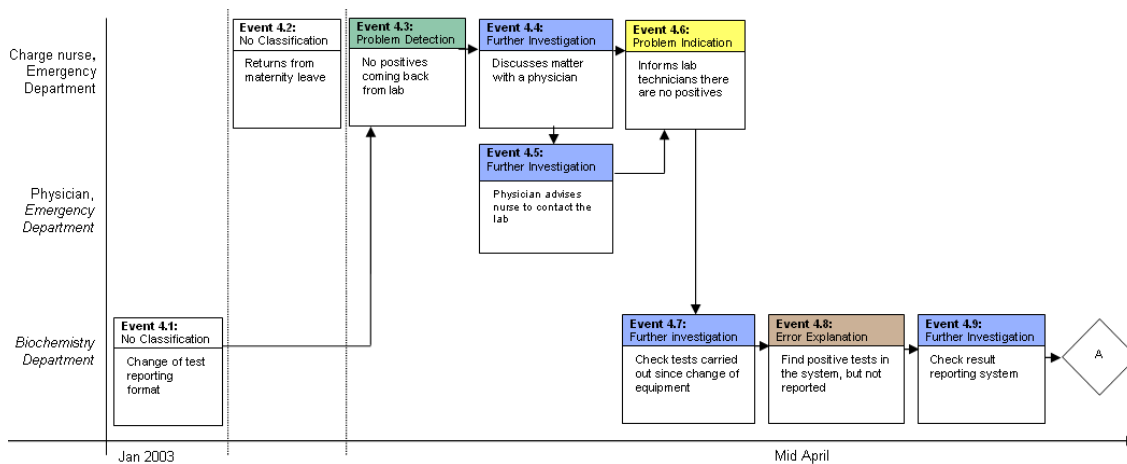 Charge nurse,
Emergency
Department
Event 4.2:
No Classification
Returns from
maternity leave
Event 4.3:
Problem Detection
No positives
coming back
from lab
Event 4.4:
Further Investigation
Discusses matter
with a physician
Event 4.6:
Problem Indication
Informs lab
technicians there
are no positives
Physician,
Emergency
Department
Event 4.5:
Further Investigation
Physician advises
nurse to contact the
lab
Biochemistry
Department
Event 4.1:
No Classification
Change of test
reporting
format
Event 4.7:
Further investigation
Check tests carried
out since change of
equipment
Event 4.8:
Error Explanation
Find positive tests in
the system, but not
reported
Event 4.9:
Further Investigation
Check result
reporting system
A
Jan 2003
Mid April